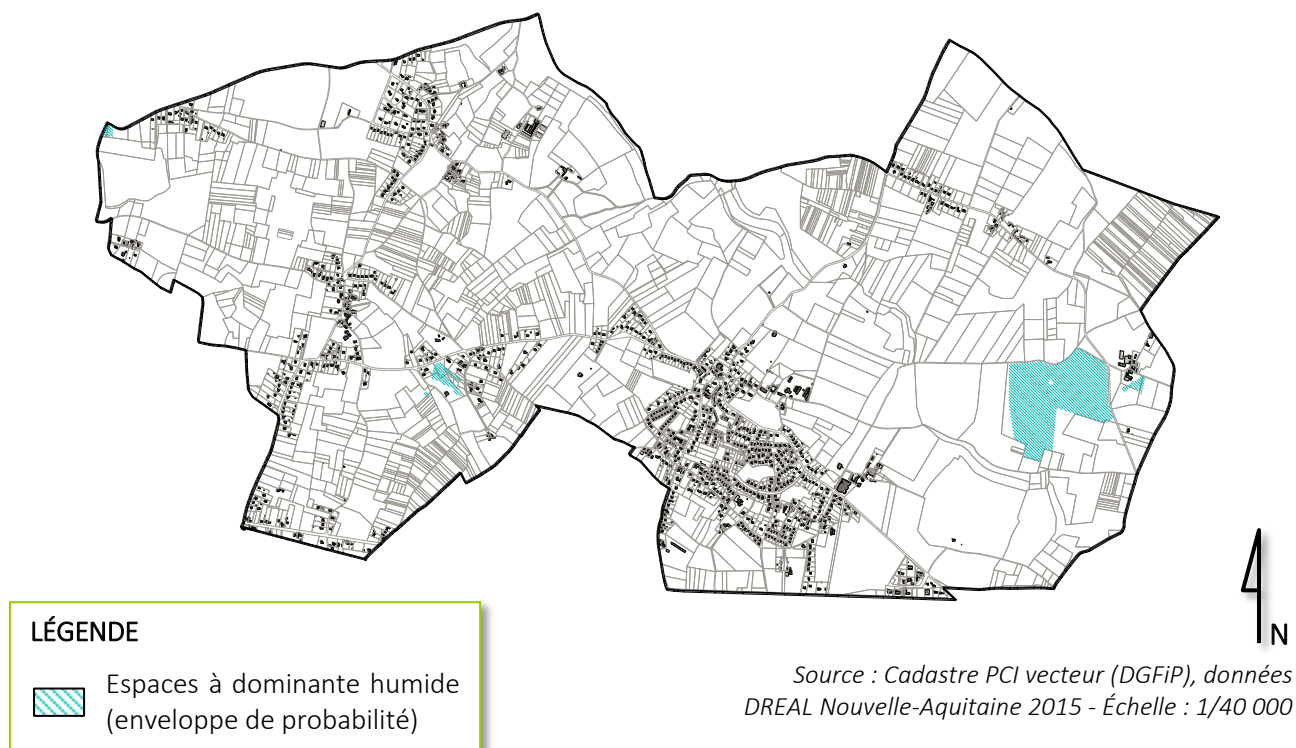 LÉGENDE
Espaces à dominante humide
(enveloppe de probabilité)
N
Source : Cadastre PCI vecteur (DGFiP), données
DREAL Nouvelle-Aquitaine 2015 - Échelle : 1/40 000